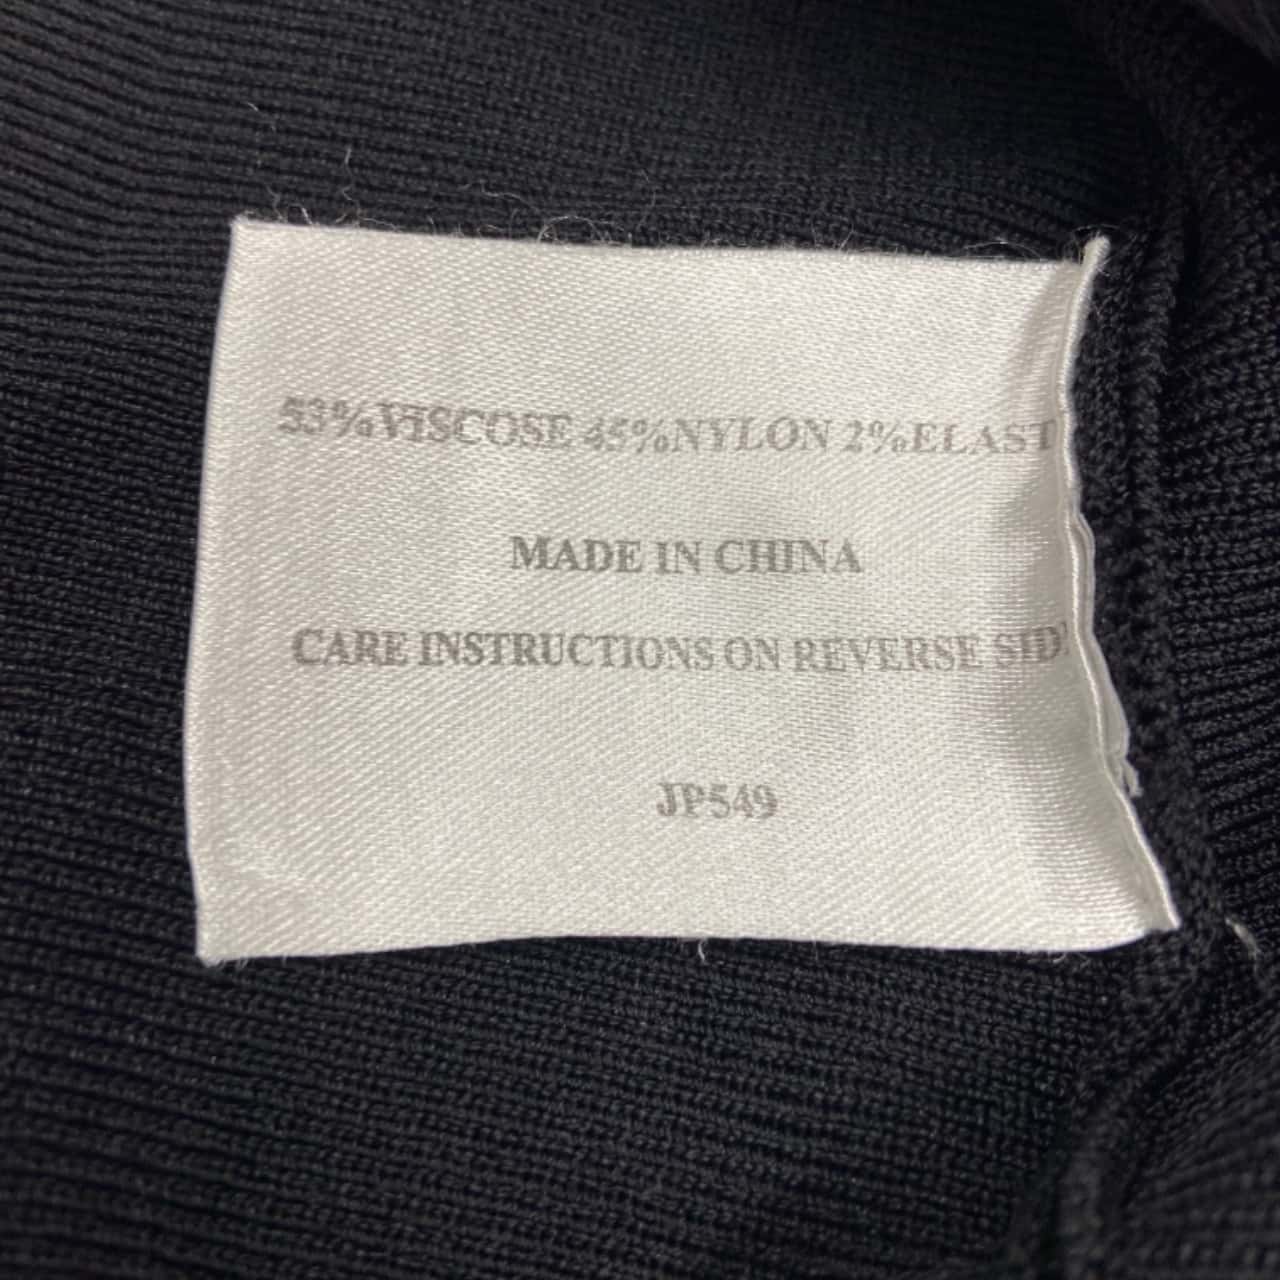 53%VISCOSE 45%NYLON 2%ELAST
MADE IN CHINA
CARE INSTRUCTIONS ON REVERSE SID
JP549